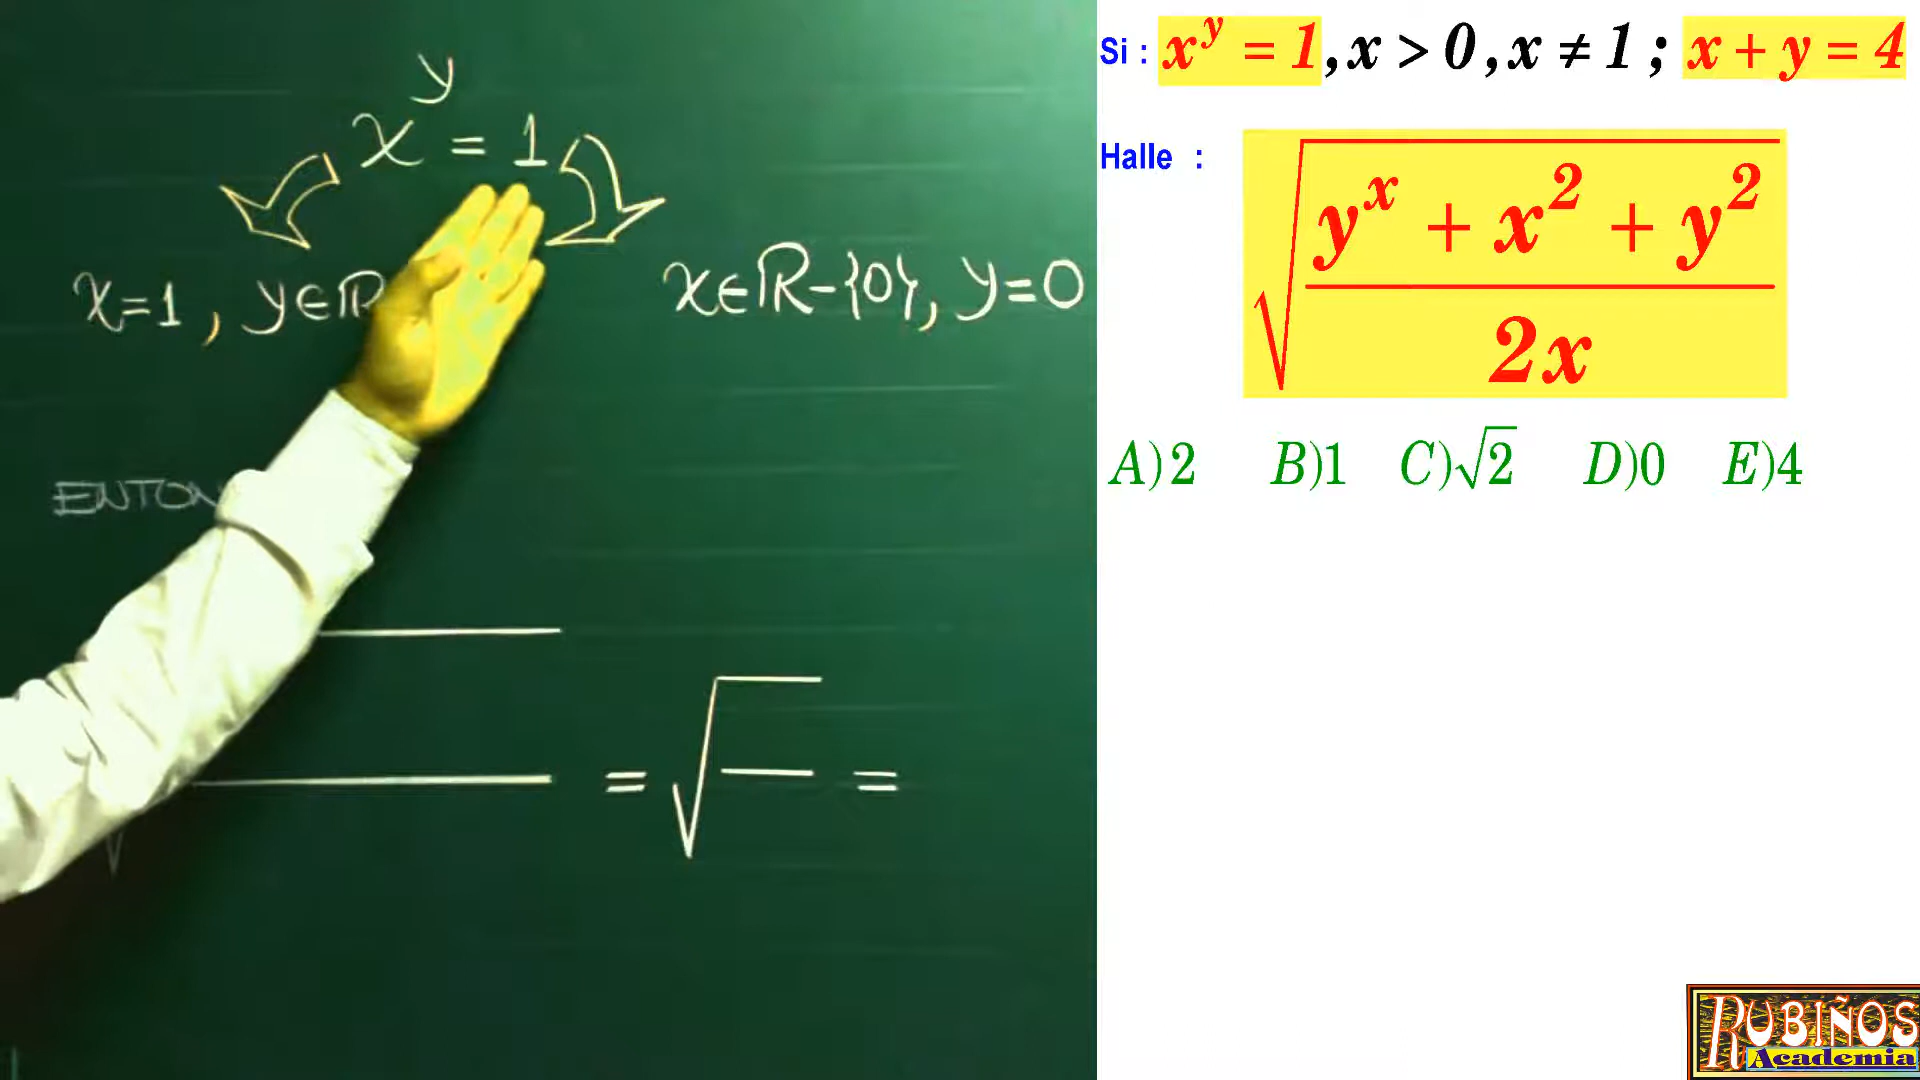 x^y = 1
x=1, y∈ℝ
x∈ℝ-{0}, y=0
=
√
=
Si : x^y = 1, x > 0, x ≠ 1 ; x + y = 4
Halle : √((y^x + x^2 + y^2)/(2x))
A)2 B)1 C)√2 D)0 E)4
RUBIÑOS
Academia